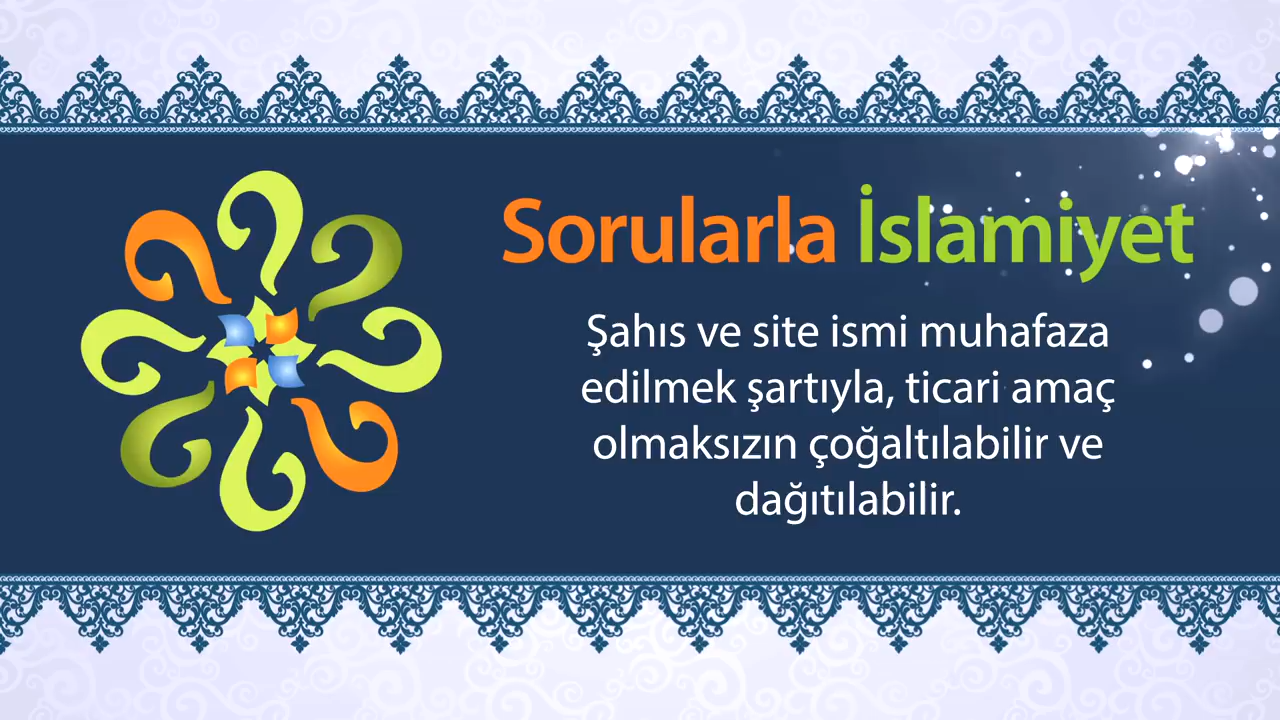 Sorularla İslamiyet
Şahıs ve site ismi muhafaza
edilmek şartıyla, ticari amaç
olmaksızın çoğaltılabilir ve
dağıtılabilir.